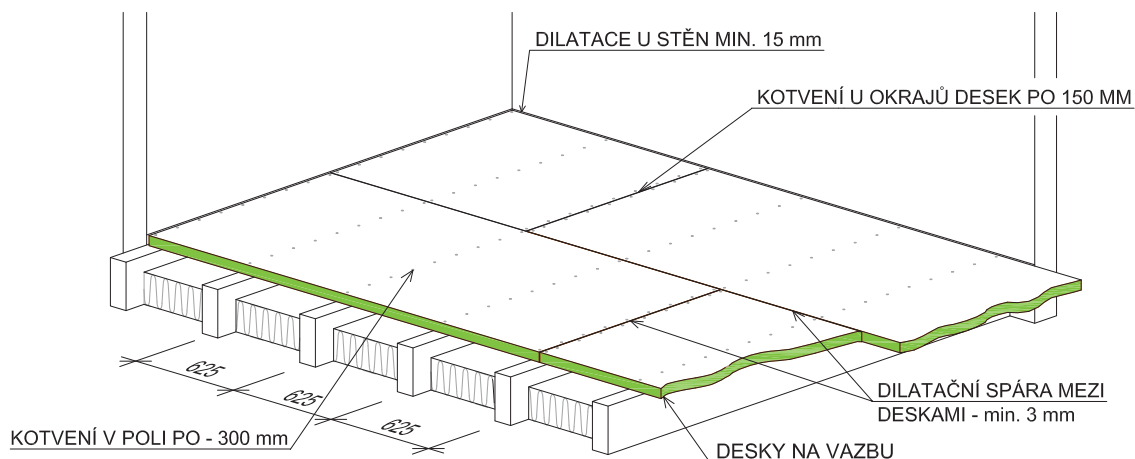 DILATACE U STĚN MIN. 15 mm
KOTVENÍ U OKRAJŮ DESEK PO 150 MM
625
625
625
DILATAČNÍ SPÁRA MEZI
DESKAMI - min. 3 mm
KOTVENÍ V POLI PO - 300 mm
DESKY NA VAZBU